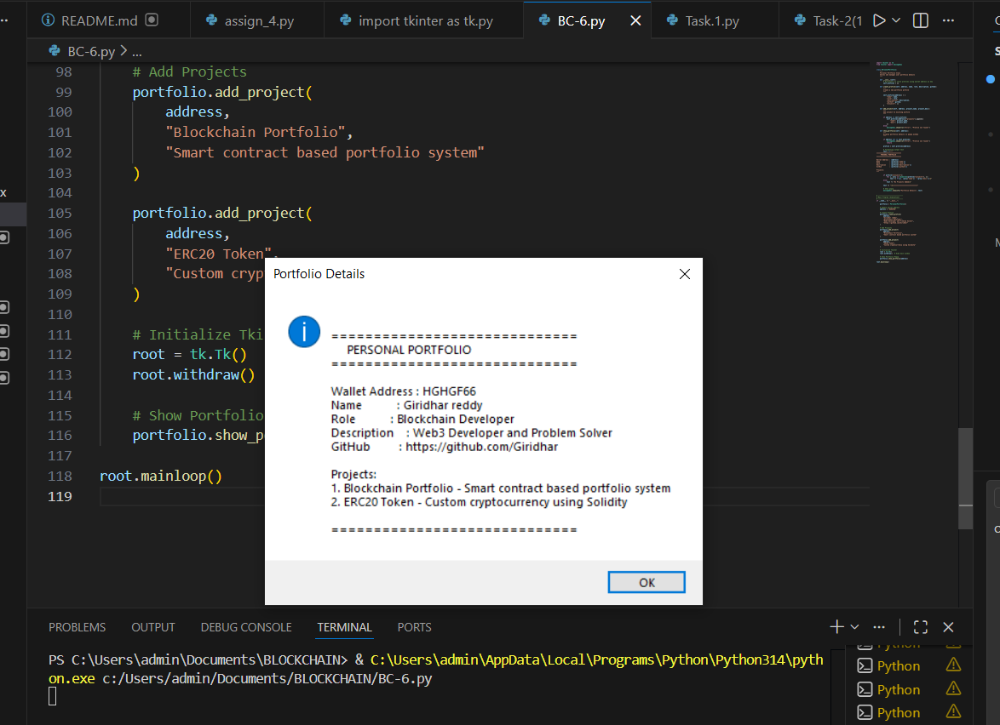 README.md
assign_4.py
import tkinter as tk.py
BC-6.py
Task.1.py
Task-2(1
BC-6.py > ...
98 # Add Projects
99 portfolio.add_project(
100 address,
101 "Blockchain Portfolio",
102 "Smart contract based portfolio system"
103 )
104
105 portfolio.add_project(
106 address,
107 "ERC20 Token",
108 "Custom cryp
109 )
110
111 # Initialize Tki
112 root = tk.Tk()
113 root.withdraw()
114
115 # Show Portfolio
116 portfolio.show_p
117
118 root.mainloop()
119
Portfolio Details
=============================
PERSONAL PORTFOLIO
=============================
Wallet Address : HGHGF66
Name : Giridhar reddy
Role : Blockchain Developer
Description : Web3 Developer and Problem Solver
GitHub : https://github.com/Giridhar
Projects:
1. Blockchain Portfolio - Smart contract based portfolio system
2. ERC20 Token - Custom cryptocurrency using Solidity
=============================
OK
PROBLEMS OUTPUT DEBUG CONSOLE TERMINAL PORTS
PS C:\Users\admin\Documents\BLOCKCHAIN> & C:\Users\admin\AppData\Local\Programs\Python\Python314\pyth
on.exe c:/Users/admin/Documents/BLOCKCHAIN/BC-6.py
Python
Python
Python
Python